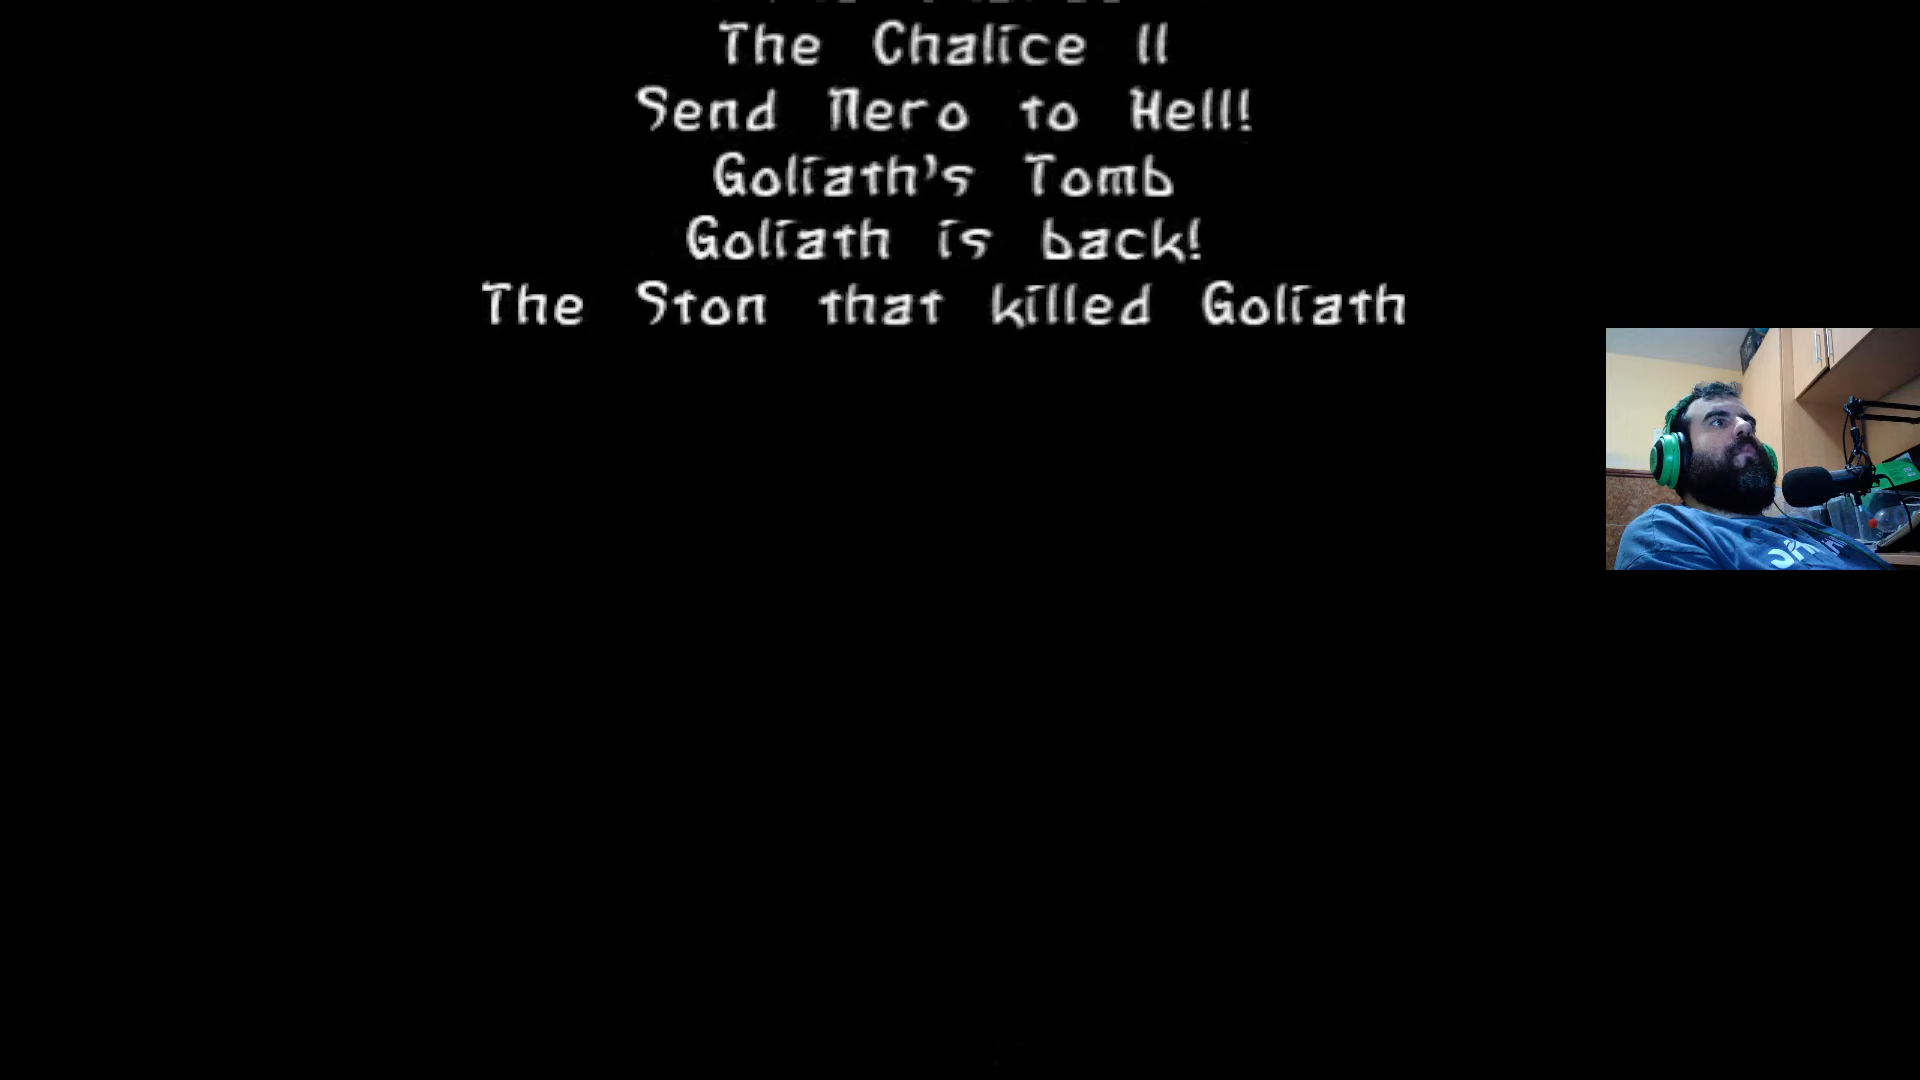 The Chalice II
Send Nero to Hell!
Goliath's Tomb
Goliath is back!
The Ston that killed Goliath